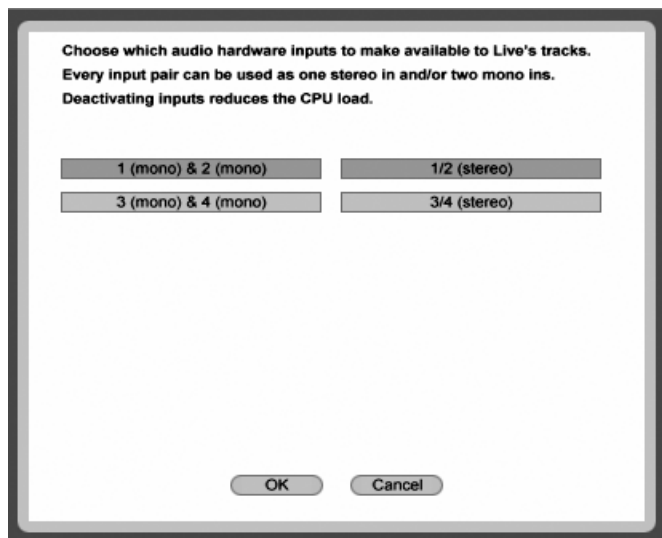 Choose which audio hardware inputs to make available to Live's tracks.
Every input pair can be used as one stereo in and/or two mono ins.
Deactivating inputs reduces the CPU load.
1 (mono) & 2 (mono) 1/2 (stereo)
3 (mono) & 4 (mono) 3/4 (stereo)
OK Cancel